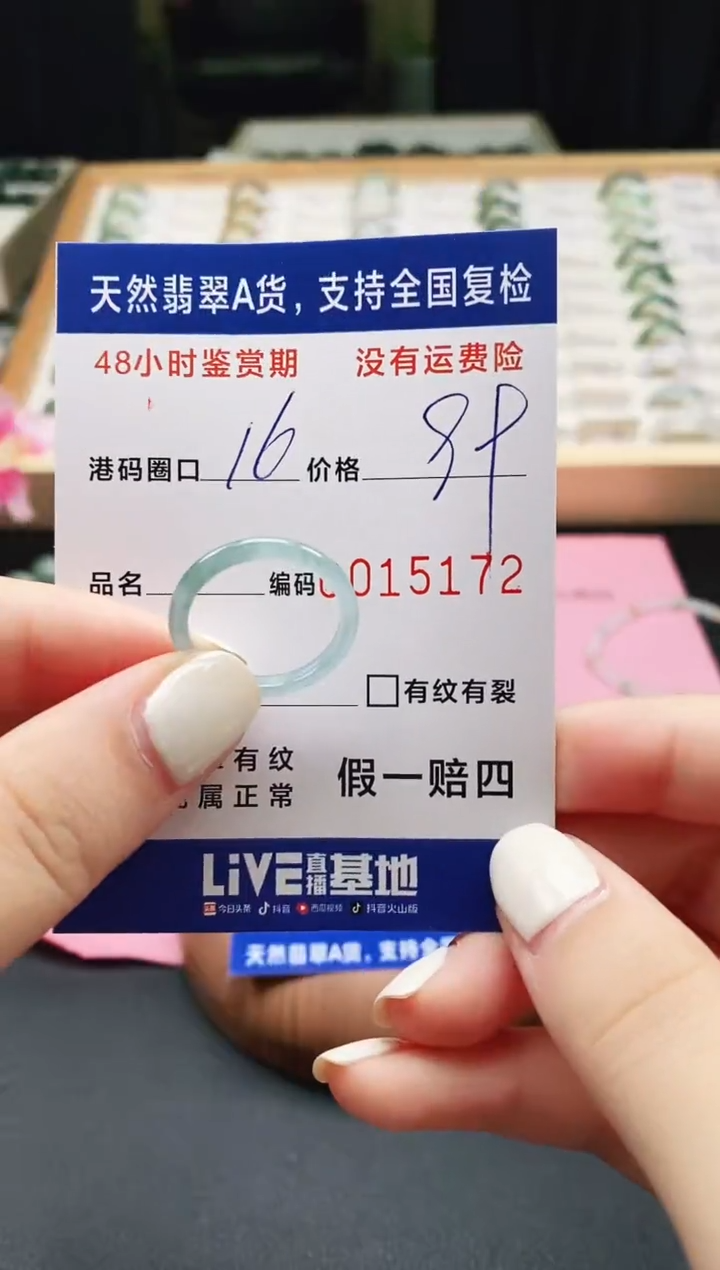 天然翡翠A货，支持全国复检
48小时鉴赏期 没有运费险
港码圈口 16 价格
品名 编码 0015172
有纹有裂
有纹
属正常
假一赔四
LiVE直播基地
今日头条 抖音 西瓜视频 抖音火山版
天然翡翠A货，支持全